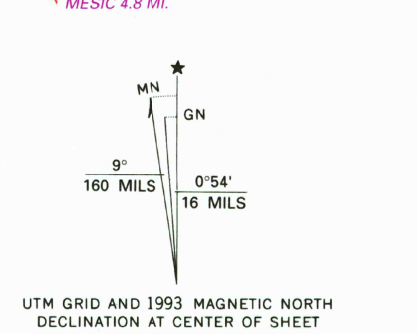 MESIC 4.8 MI.
MN
GN
9°
160 MILS
0°54'
16 MILS
UTM GRID AND 1993 MAGNETIC NORTH
DECLINATION AT CENTER OF SHEET